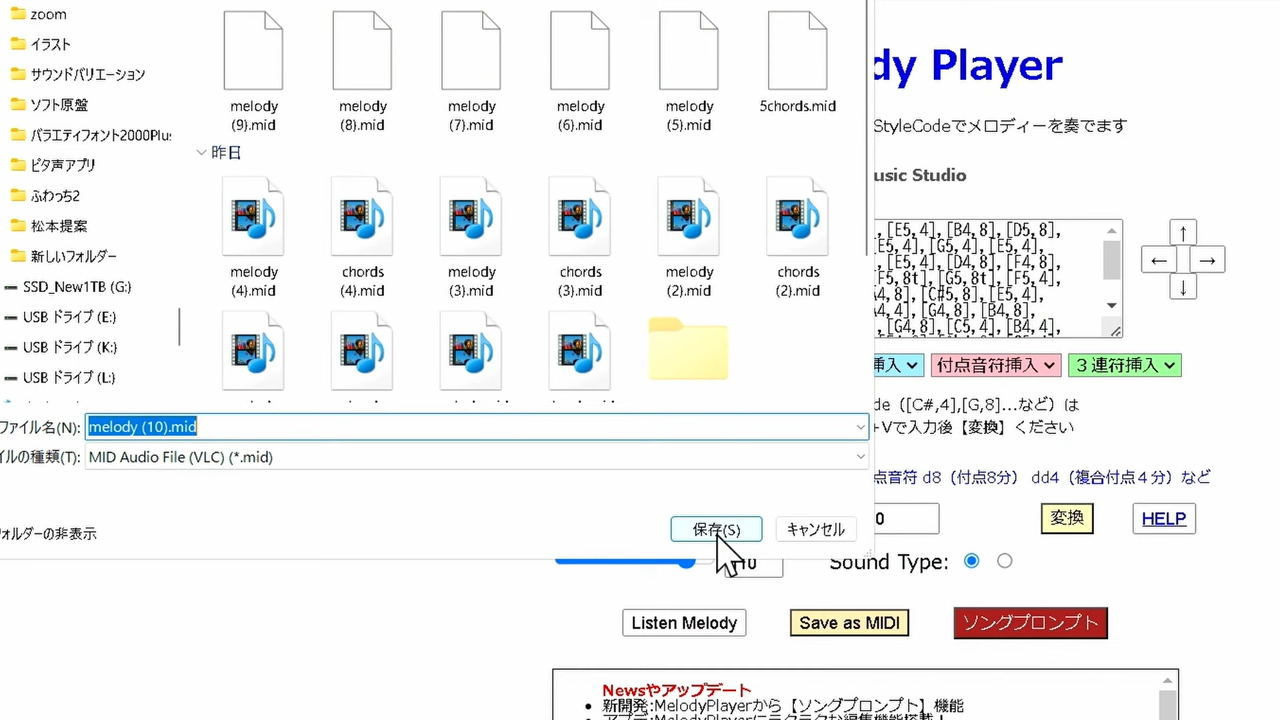 zoom
イラスト
サウンドバリエーション
ソフト原盤
バラエティフォント2000Plus
ピタ声アプリ
ふわっち2
松本提案
新しいフォルダー
SSD_New1TB (G:)
USB ドライブ (E:)
USB ドライブ (K:)
USB ドライブ (L:)
melody (9).mid
melody (8).mid
melody (7).mid
melody (6).mid
melody (5).mid
5chords.mid
昨日
melody (4).mid
chords (4).mid
melody (3).mid
chords (3).mid
melody (2).mid
chords (2).mid
ファイル名(N):
melody (10).mid
イルの種類(T):
MID Audio File (VLC) (*.mid)
ォルダーの非表示
保存(S)
キャンセル
dy Player
StyleCodeでメロディーを奏でます
usic Studio
, [E5,4], [B4,8], [D5,8],
E5,4], [G5,4], [E5,4],
[E5,4], [D4,8], [F4,8],
F5,8t], [G5,8t], [F5,4],
4,8], [C#5,8], [E5,4],
4], [G4,8], [B4,8],
, [G4,8], [C5,4], [B4,4],
↑
←
→
↓
挿入
付点音符挿入
3連符挿入
de([C#,4],[G,8]...など)は
+Vで入力後【変換】ください
点音符 d8(付点8分) dd4(複合付点4分)など
0
変換
HELP
10
Sound Type:
Listen Melody
Save as MIDI
ソングプロンプト
Newsやアップデート
新開発:MelodyPlayerから【ソングプロンプト】機能